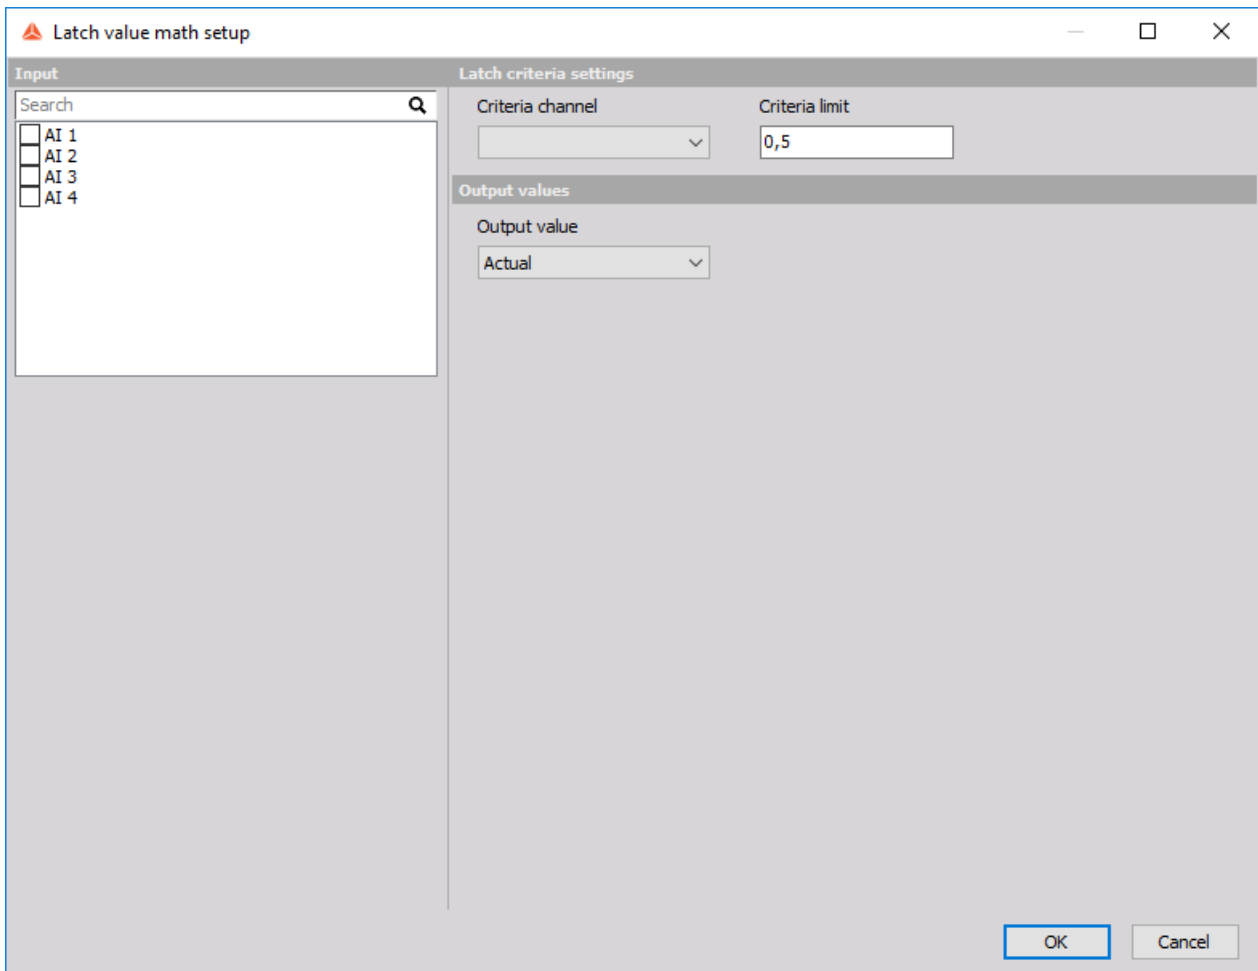 Latch value math setup
Input
Search
AI 1
AI 2
AI 3
AI 4
Latch criteria settings
Criteria channel
Criteria limit
0,5
Output values
Output value
Actual
OK
Cancel